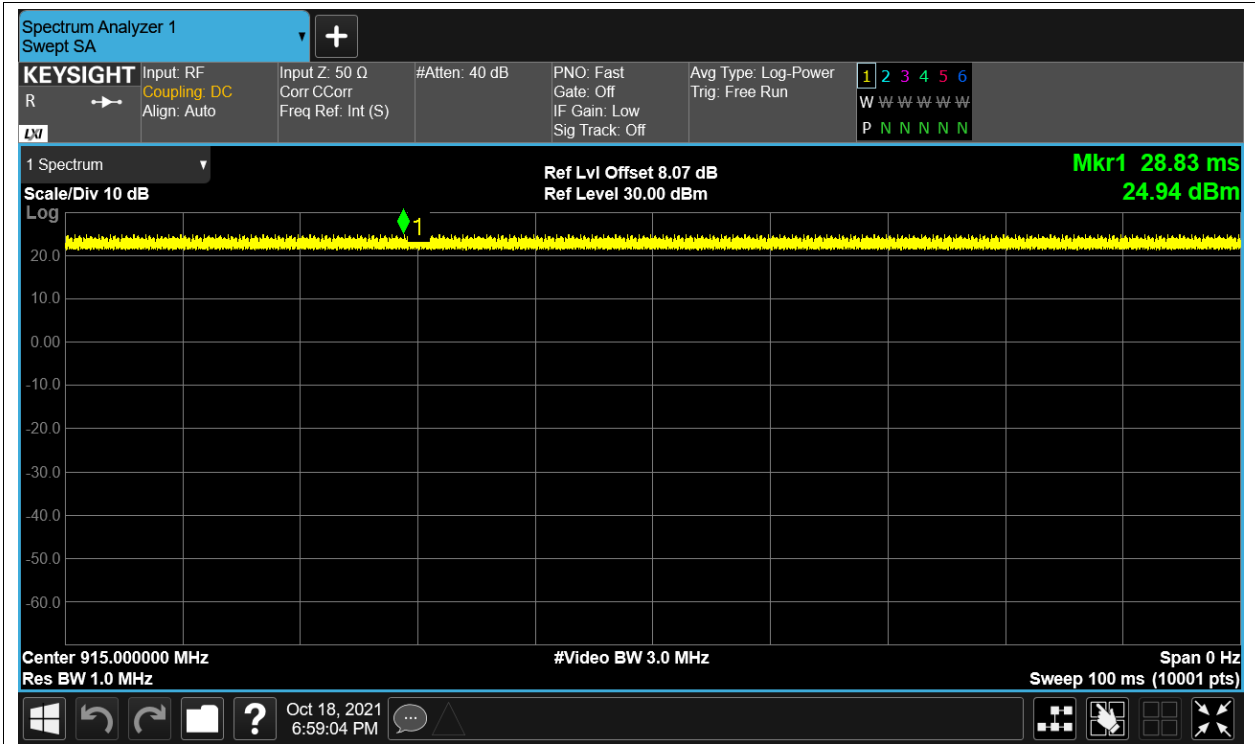 Spectrum Analyzer 1
Swept SA
KEYSIGHT
R
LXI
Input: RF
Coupling: DC
Align: Auto
Input Z: 50 Ω
Corr CCorr
Freq Ref: Int (S)
#Atten: 40 dB
PNO: Fast
Gate: Off
IF Gain: Low
Sig Track: Off
Avg Type: Log-Power
Trig: Free Run
1 2 3 4 5 6
W W W W W W
P N N N N N
1 Spectrum
Scale/Div 10 dB
Log
Ref Lvl Offset 8.07 dB
Ref Level 30.00 dBm
Mkr1 28.83 ms
24.94 dBm
1
20.0
10.0
0.00
-10.0
-20.0
-30.0
-40.0
-50.0
-60.0
Center 915.000000 MHz
Res BW 1.0 MHz
#Video BW 3.0 MHz
Span 0 Hz
Sweep 100 ms (10001 pts)
?
Oct 18, 2021
6:59:04 PM